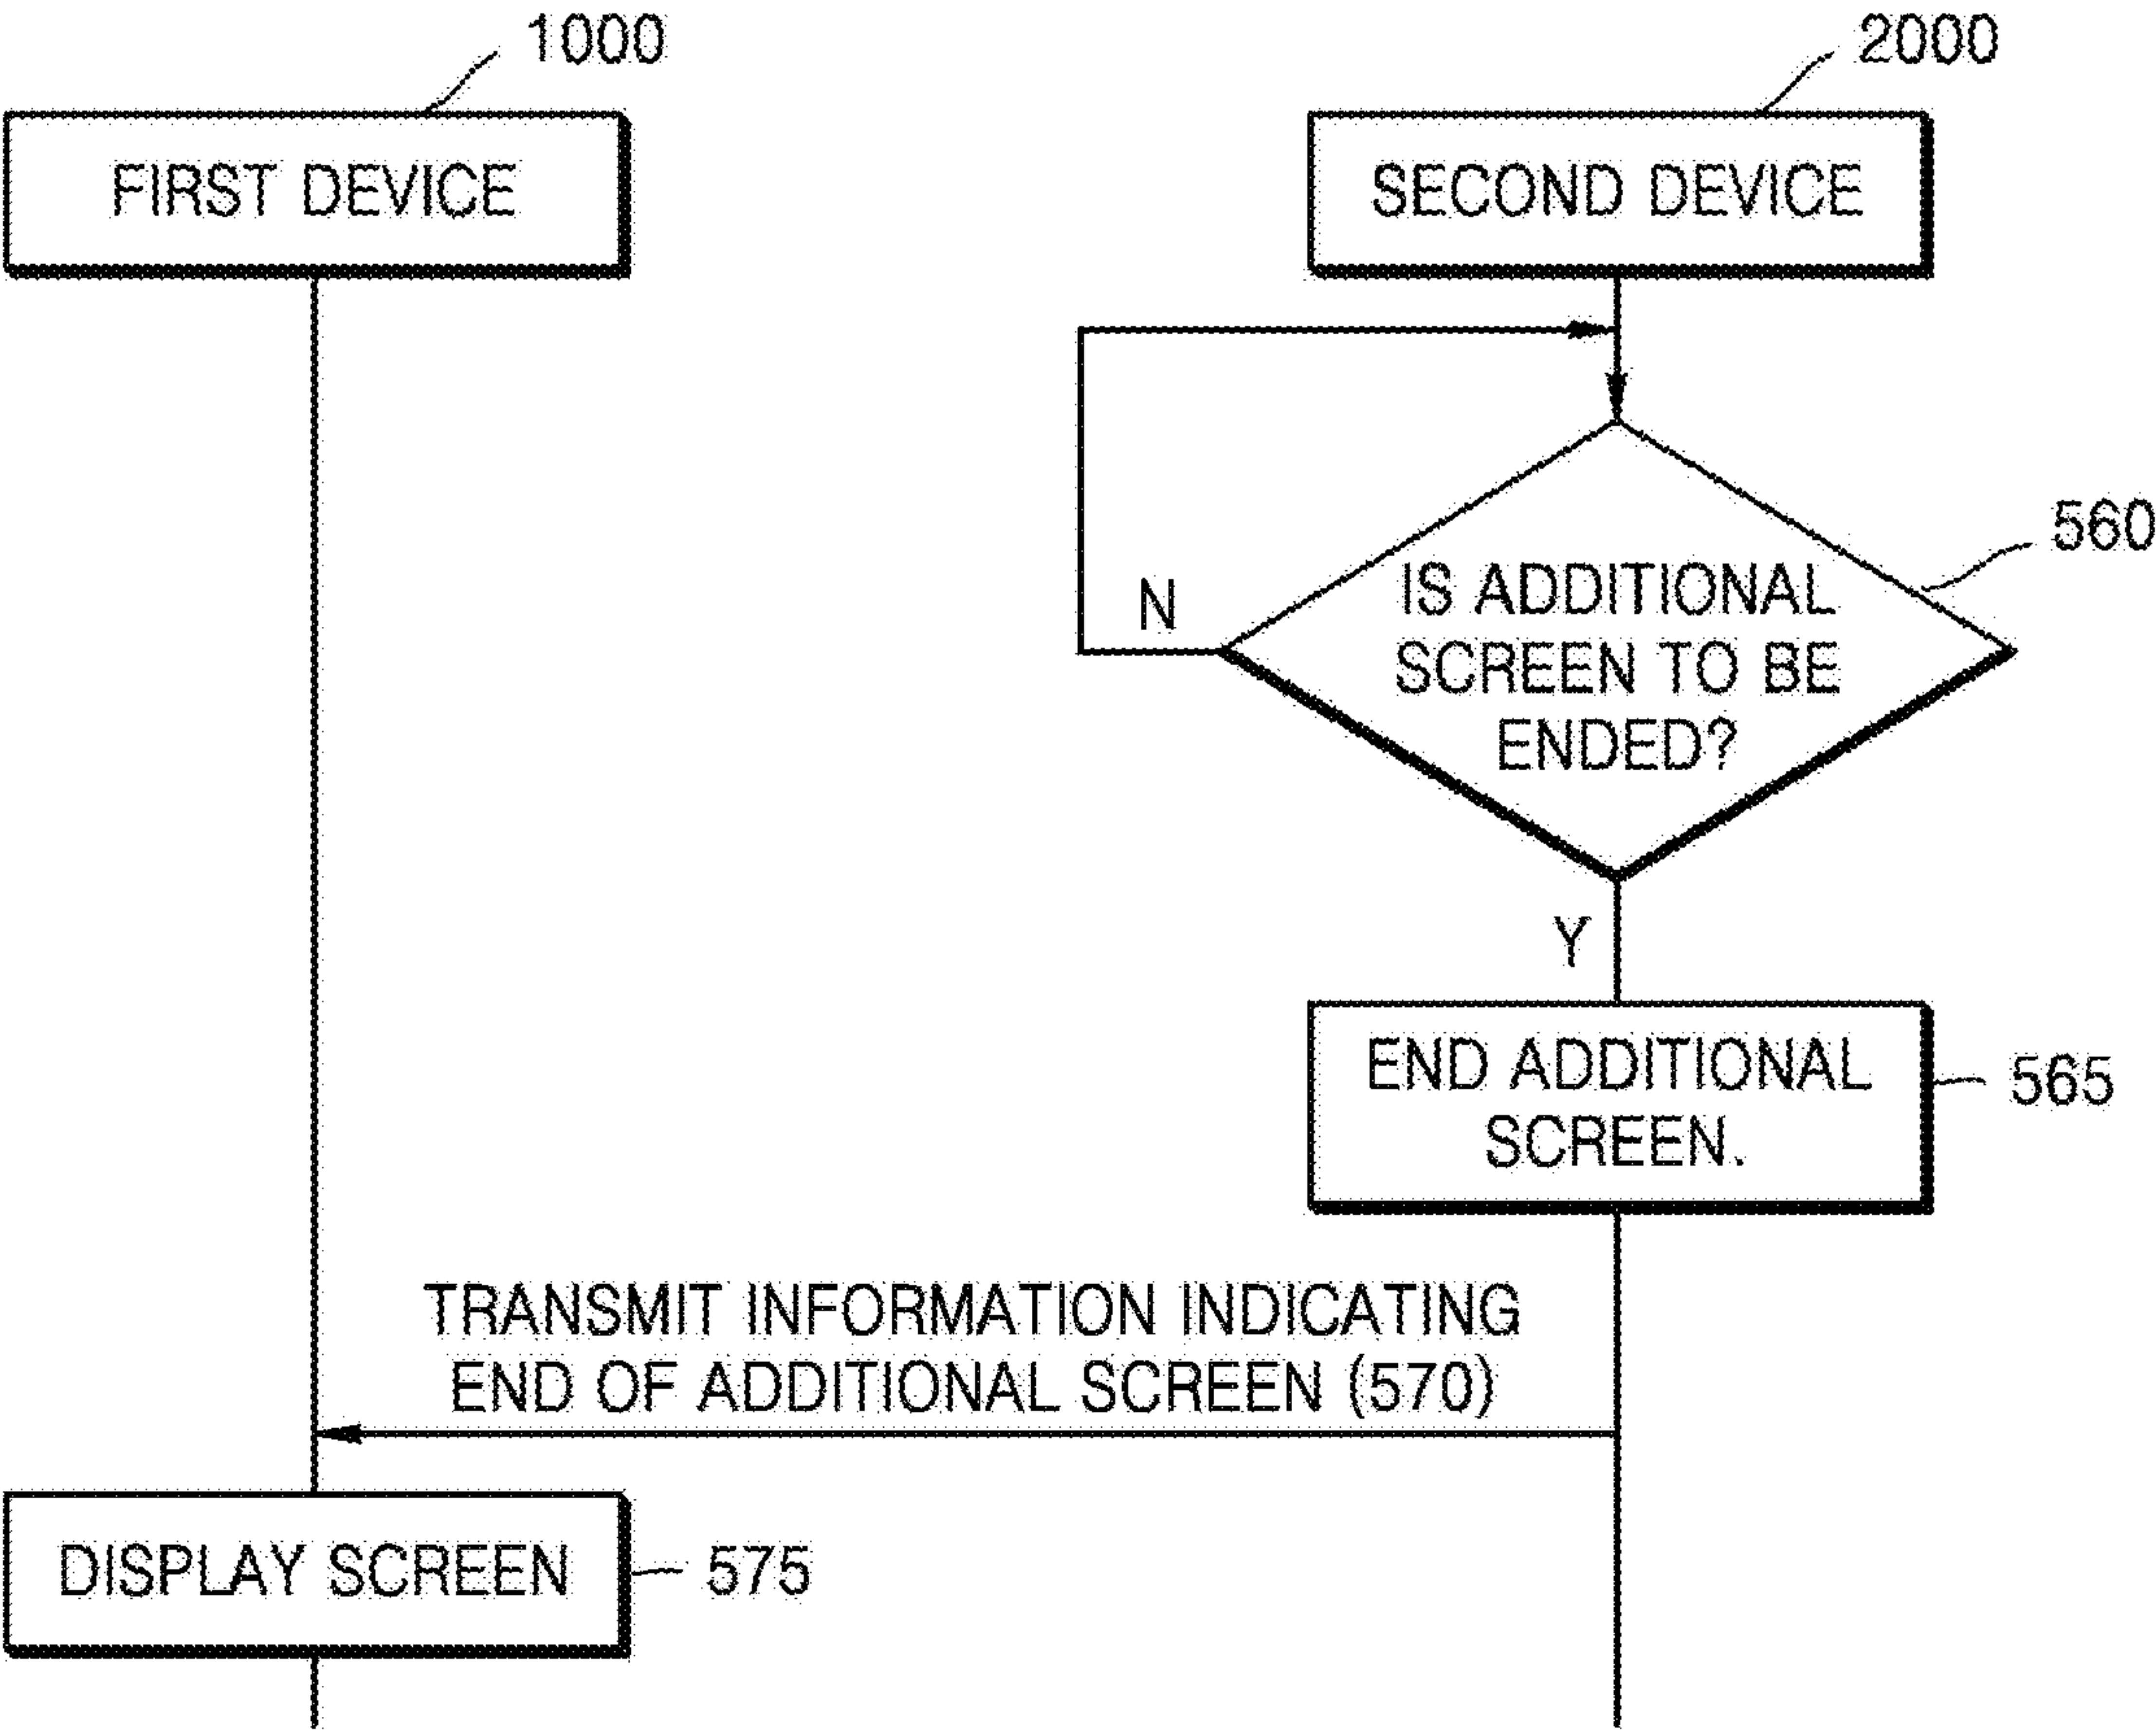 1000
2000
FIRST DEVICE
SECOND DEVICE
560
IS ADDITIONAL
SCREEN TO BE
ENDED?
N
Y
END ADDITIONAL
SCREEN.
565
TRANSMIT INFORMATION INDICATING
END OF ADDITIONAL SCREEN (570)
DISPLAY SCREEN
575